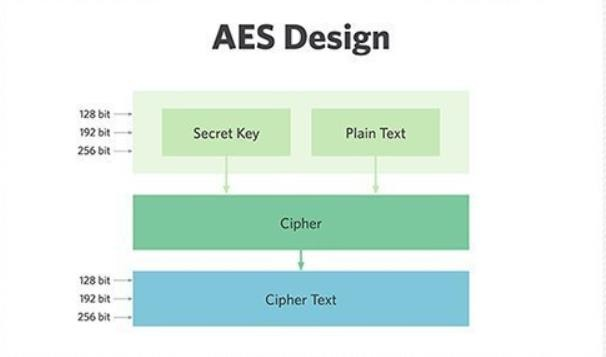 AES Design
128 bit
192 bit
256 bit
Secret Key
Plain Text
Cipher
128 bit
192 bit
256 bit
Cipher Text